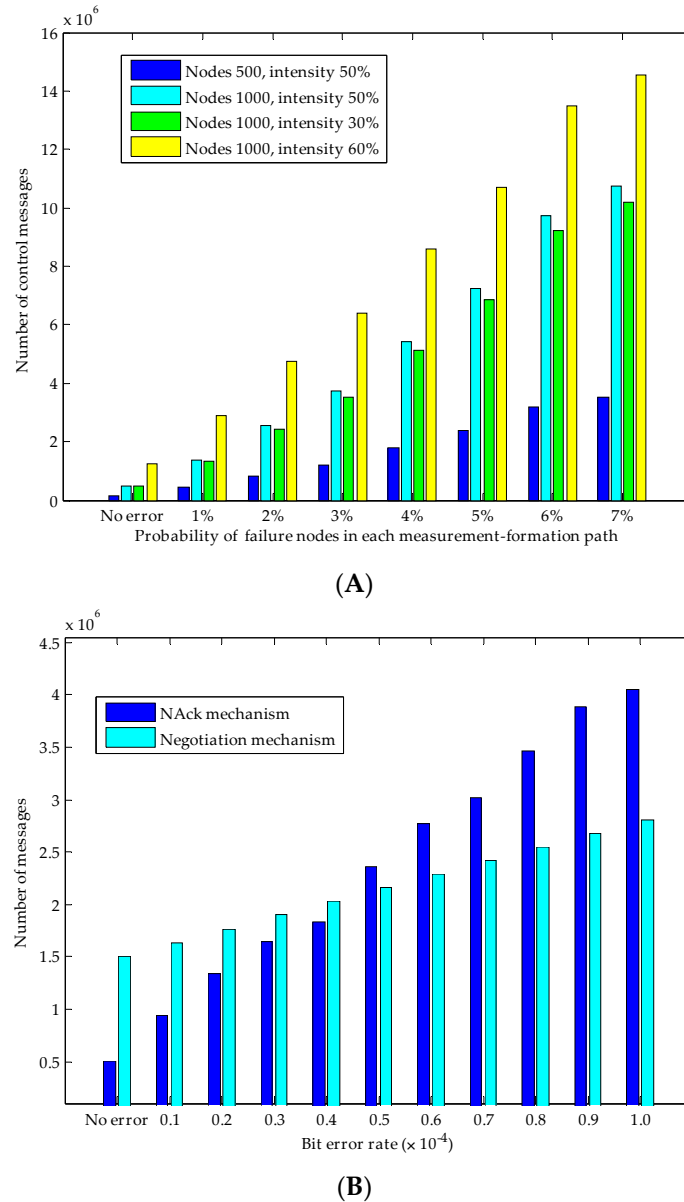 x 10^6
16
14
12
10
8
6
4
2
0
Number of control messages
Nodes 500, intensity 50%
Nodes 1000, intensity 50%
Nodes 1000, intensity 30%
Nodes 1000, intensity 60%
No error 1% 2% 3% 4% 5% 6% 7%
Probability of failure nodes in each measurement-formation path
(A)
x 10^6
4.5
4
3.5
3
2.5
2
1.5
1
0.5
Number of messages
NAck mechanism
Negotiation mechanism
No error 0.1 0.2 0.3 0.4 0.5 0.6 0.7 0.8 0.9 1.0
Bit error rate (× 10^-4)
(B)